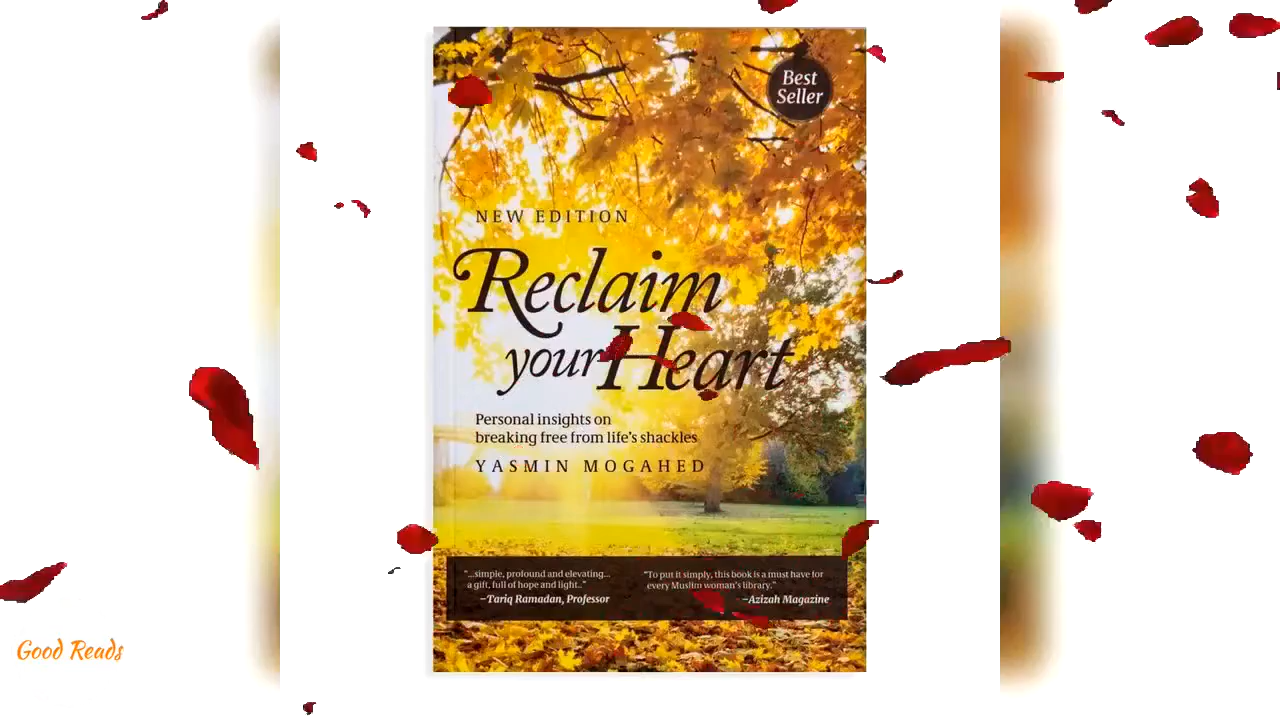 Best
Seller
NEW EDITION
Reclaim
your Heart
Personal insights on
breaking free from life's shackles
YASMIN MOGAHED
"...simple, profound and elevating...
a gift, full of hope and light.."
–Tariq Ramadan, Professor
"To put it simply, this book is a must have for
every Muslim woman's library."
–Azizah Magazine
Good Reads